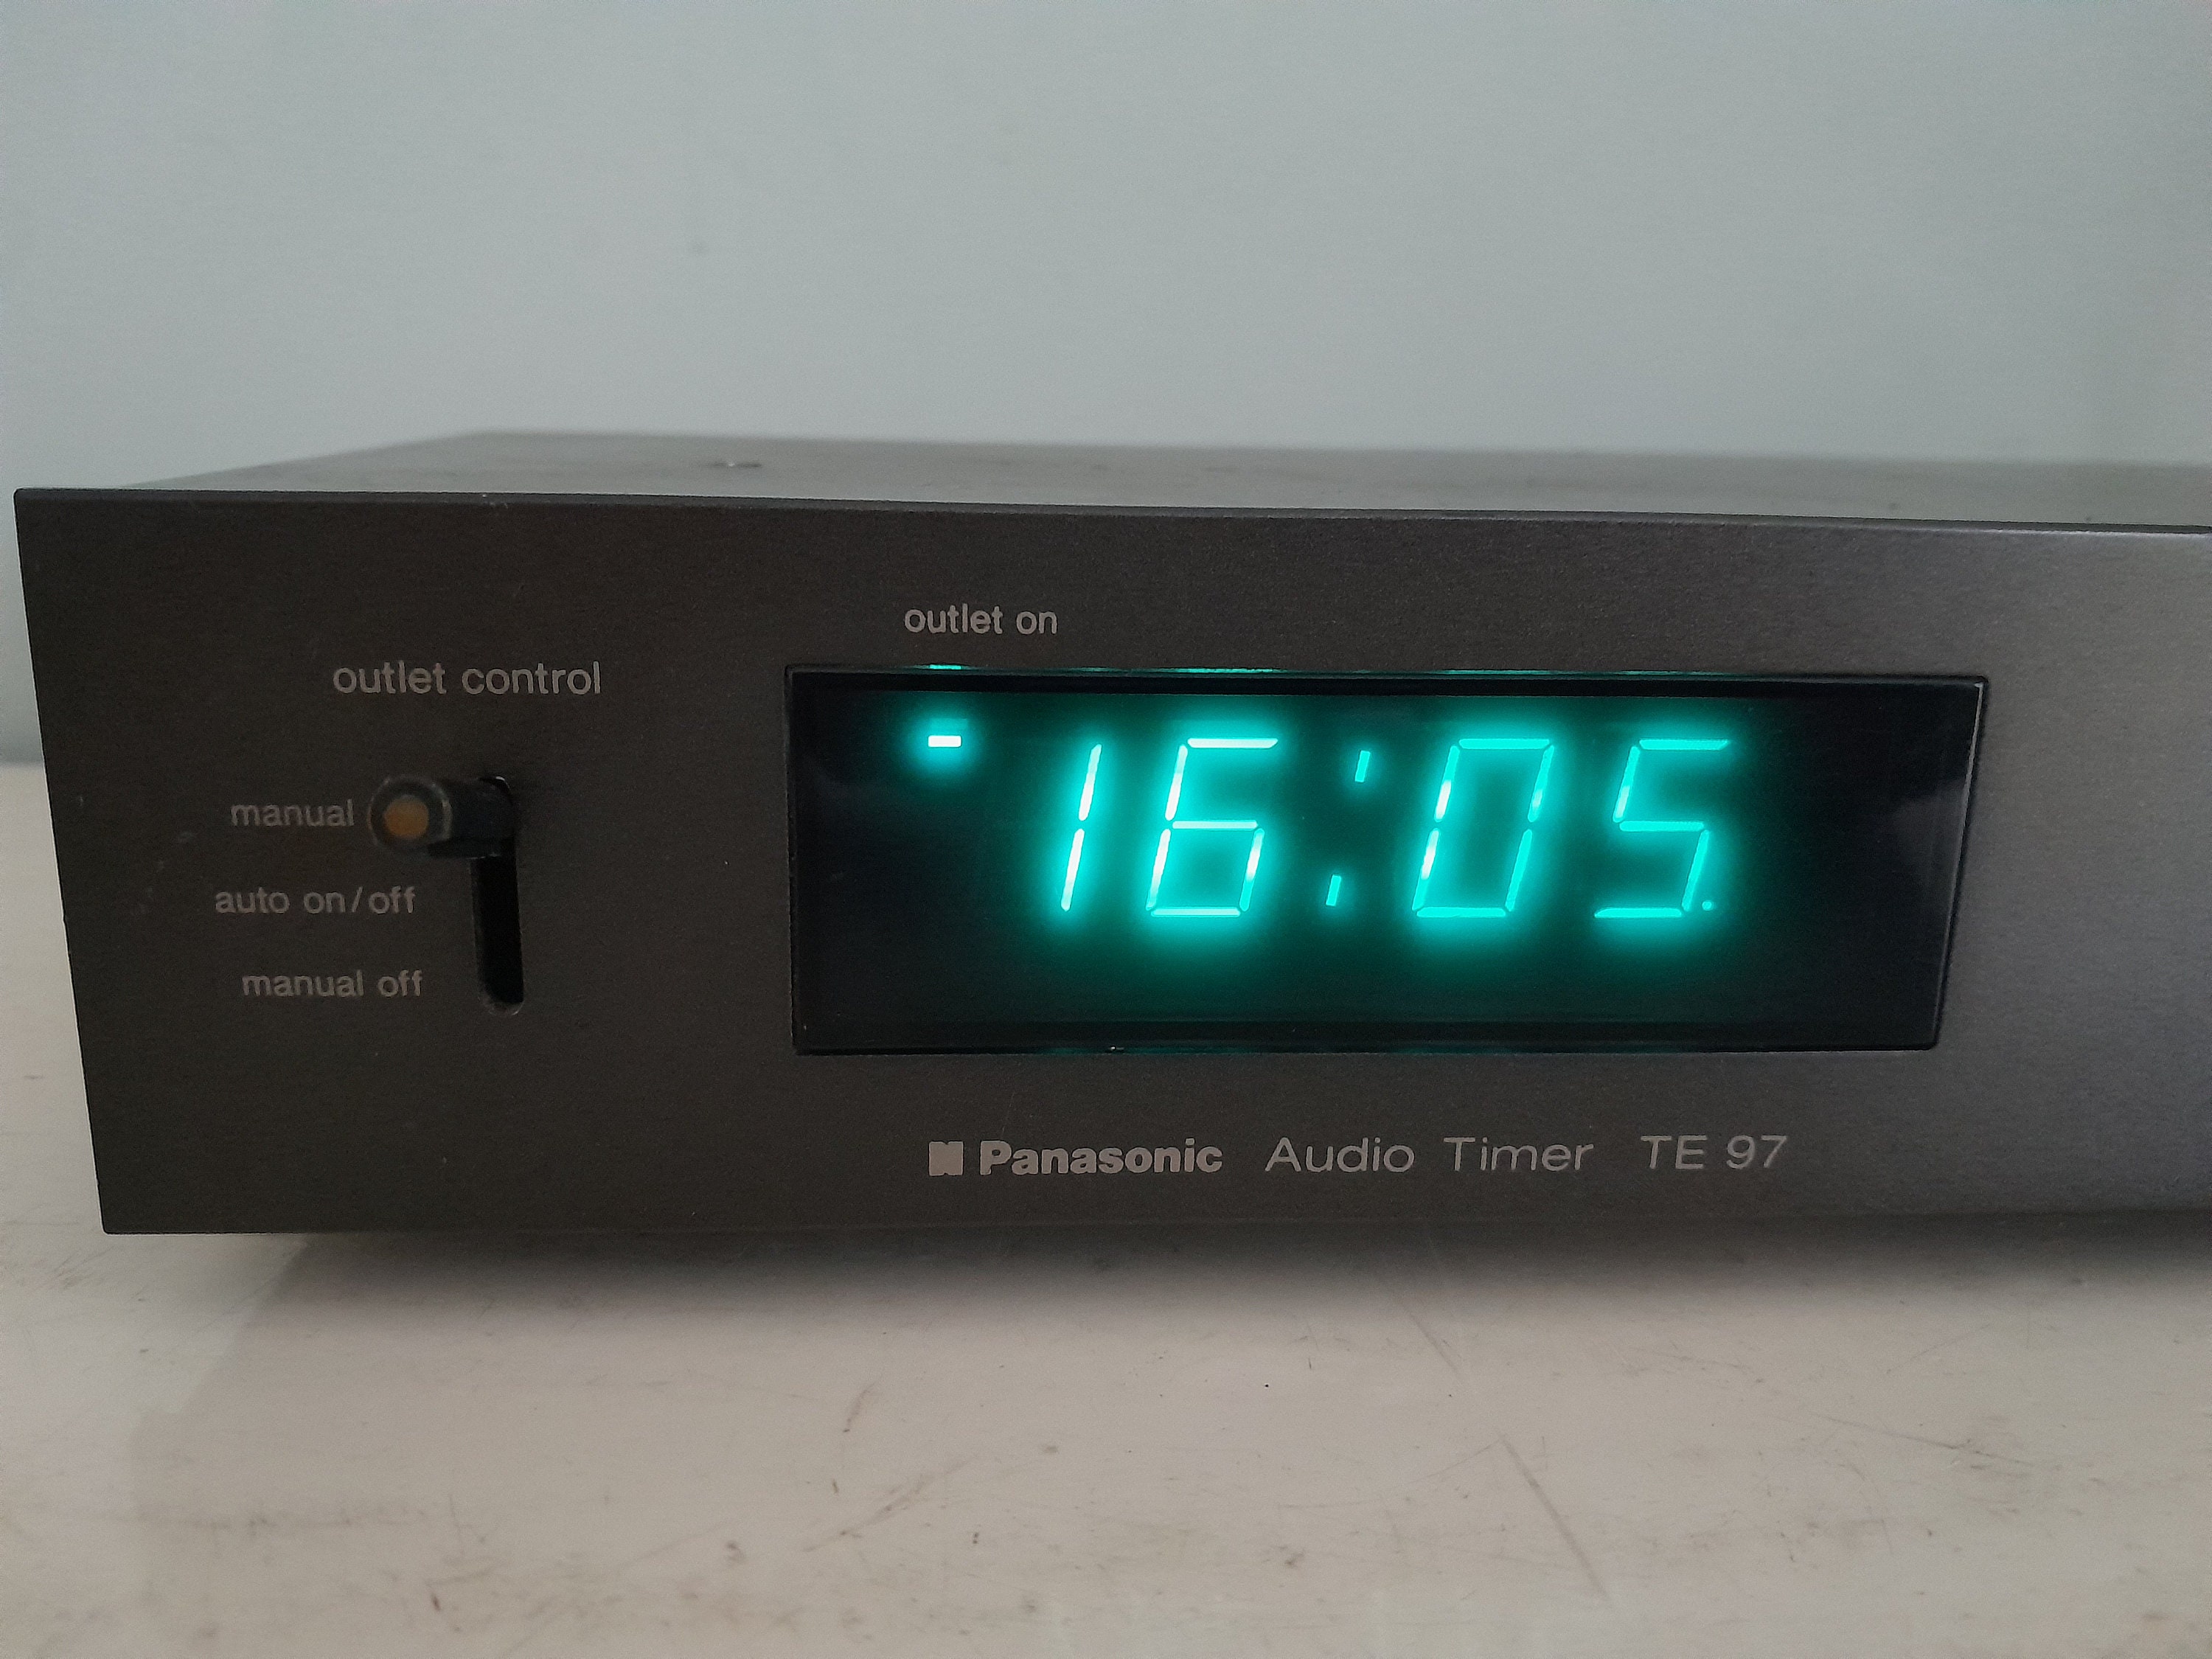 outlet on
outlet control
manual
auto on/off
manual off
16:05
Panasonic Audio Timer TE 97